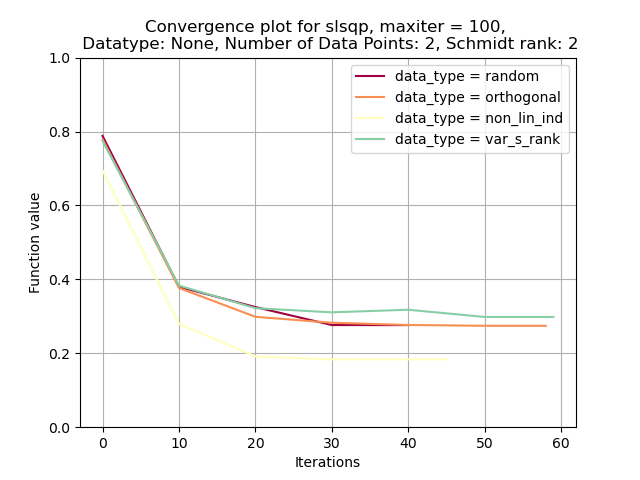 Convergence plot for slsqp, maxiter = 100,
Datatype: None, Number of Data Points: 2, Schmidt rank: 2
1.0
0.8
0.6
0.4
0.2
0.0
Function value
data_type = random
data_type = orthogonal
data_type = non_lin_ind
data_type = var_s_rank
0 10 20 30 40 50 60
Iterations